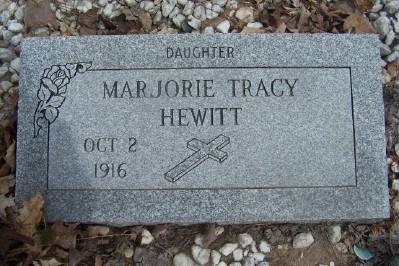 DAUGHTER
MARJORIE TRACY
HEWITT
OCT 2
1916